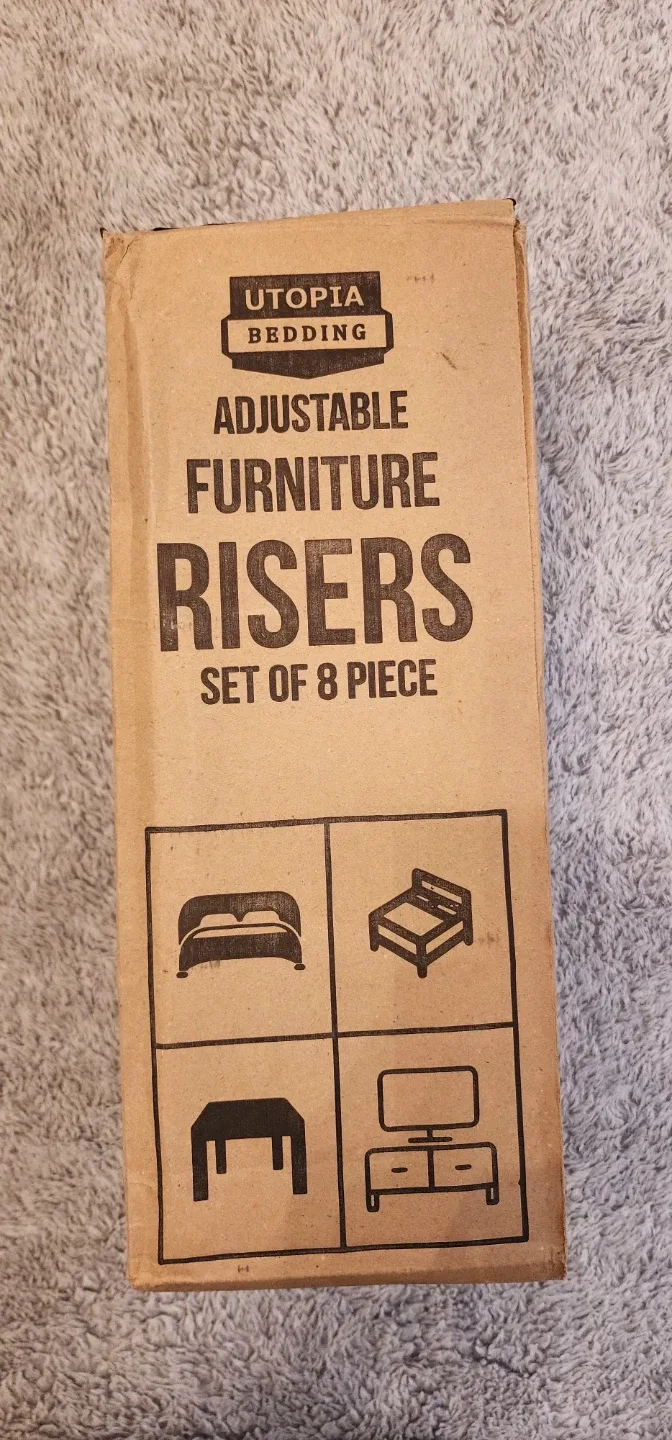 UTOPIA
BEDDING
ADJUSTABLE
FURNITURE
RISERS
SET OF 8 PIECE